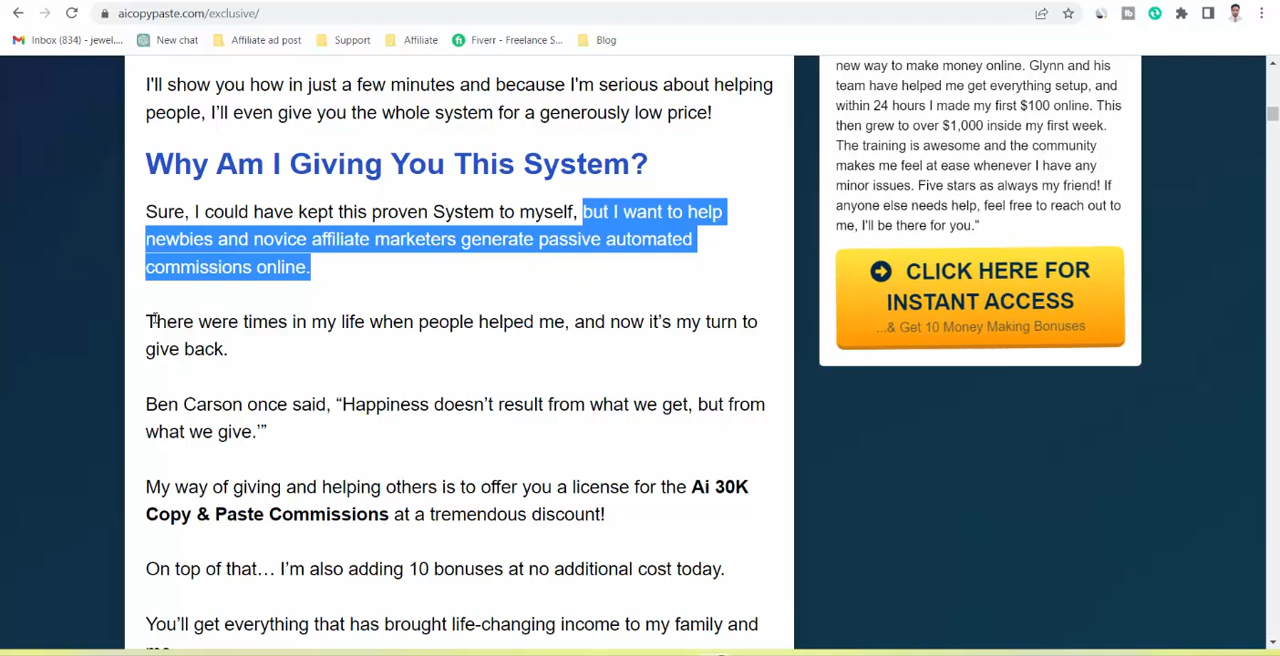 aicopypaste.com/exclusive/
Inbox (834) - jewel.... New chat Affiliate ad post Support Affiliate Fiverr - Freelance S... Blog
I'll show you how in just a few minutes and because I'm serious about helping
people, I'll even give you the whole system for a generously low price!
Why Am I Giving You This System?
Sure, I could have kept this proven System to myself, but I want to help
newbies and novice affiliate marketers generate passive automated
commissions online.
There were times in my life when people helped me, and now it's my turn to
give back.
Ben Carson once said, “Happiness doesn't result from what we get, but from
what we give.’”
My way of giving and helping others is to offer you a license for the Ai 30K
Copy & Paste Commissions at a tremendous discount!
On top of that… I'm also adding 10 bonuses at no additional cost today.
You'll get everything that has brought life-changing income to my family and
new way to make money online. Glynn and his
team have helped me get everything setup, and
within 24 hours I made my first $100 online. This
then grew to over $1,000 inside my first week.
The training is awesome and the community
makes me feel at ease whenever I have any
minor issues. Five stars as always my friend! If
anyone else needs help, feel free to reach out to
me, I'll be there for you."
CLICK HERE FOR
INSTANT ACCESS
...& Get 10 Money Making Bonuses